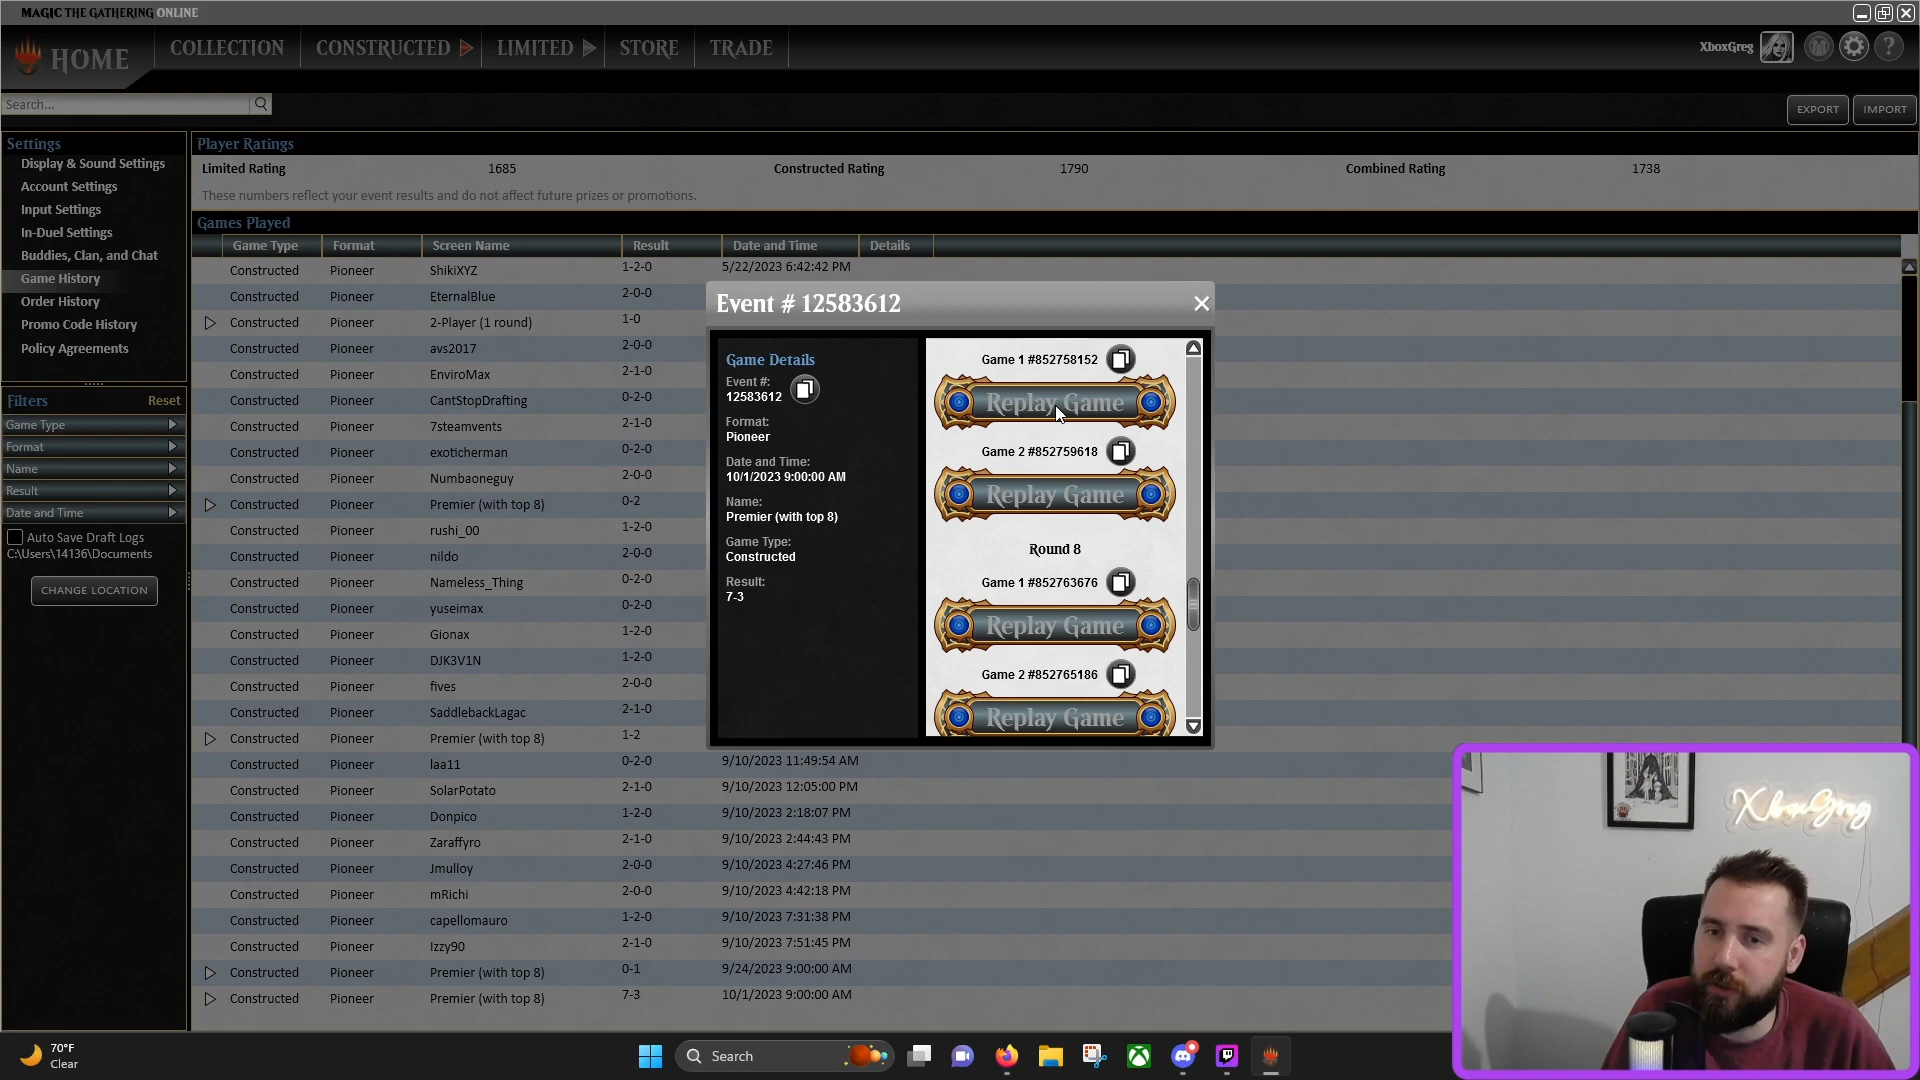 MAGIC THE GATHERING ONLINE
HOME
COLLECTION
CONSTRUCTED
LIMITED
STORE
TRADE
XboxGreg
?
Search...
EXPORT
IMPORT
Settings
Display & Sound Settings
Account Settings
Input Settings
In-Duel Settings
Buddies, Clan, and Chat
Game History
Order History
Promo Code History
Policy Agreements
Filters
Reset
Game Type
Format
Name
Result
Date and Time
Auto Save Draft Logs
C:\Users\14136\Documents
CHANGE LOCATION
Player Ratings
Limited Rating 1685 Constructed Rating 1790 Combined Rating 1738
These numbers reflect your event results and do not affect future prizes or promotions.
Games Played
Game Type Format Screen Name Result Date and Time Details
Constructed Pioneer ShikiXYZ 1-2-0 5/22/2023 6:42:42 PM
Constructed Pioneer EternalBlue 2-0-0
Constructed Pioneer 2-Player (1 round) 1-0
Constructed Pioneer avs2017 2-0-0
Constructed Pioneer EnviroMax 2-1-0
Constructed Pioneer CantStopDrafting 0-2-0
Constructed Pioneer 7steamvents 2-1-0
Constructed Pioneer exoticherman 0-2-0
Constructed Pioneer Numbaoneguy 2-0-0
Constructed Pioneer Premier (with top 8) 0-2
Constructed Pioneer rushi_00 1-2-0
Constructed Pioneer nildo 2-0-0
Constructed Pioneer Nameless_Thing 0-2-0
Constructed Pioneer yuseimax 0-2-0
Constructed Pioneer Gionax 1-2-0
Constructed Pioneer DJK3V1N 1-2-0
Constructed Pioneer fives 2-0-0
Constructed Pioneer SaddlebackLagac 2-1-0
Constructed Pioneer Premier (with top 8) 1-2
Constructed Pioneer laa11 0-2-0 9/10/2023 11:49:54 AM
Constructed Pioneer SolarPotato 2-1-0 9/10/2023 12:05:00 PM
Constructed Pioneer Donpico 1-2-0 9/10/2023 2:18:07 PM
Constructed Pioneer Zaraffyro 2-1-0 9/10/2023 2:44:43 PM
Constructed Pioneer Jmulloy 2-0-0 9/10/2023 4:27:46 PM
Constructed Pioneer mRichi 2-0-0 9/10/2023 4:42:18 PM
Constructed Pioneer capellomauro 1-2-0 9/10/2023 7:31:38 PM
Constructed Pioneer Izzy90 2-1-0 9/10/2023 7:51:45 PM
Constructed Pioneer Premier (with top 8) 0-1 9/24/2023 9:00:00 AM
Constructed Pioneer Premier (with top 8) 7-3 10/1/2023 9:00:00 AM
Event # 12583612
Game Details
Event #:
12583612
Format:
Pioneer
Date and Time:
10/1/2023 9:00:00 AM
Name:
Premier (with top 8)
Game Type:
Constructed
Result:
7-3
Game 1 #852758152
Replay Game
Game 2 #852759618
Replay Game
Round 8
Game 1 #852763676
Replay Game
Game 2 #852765186
Replay Game
XboxGreg
70°F
Clear
Search